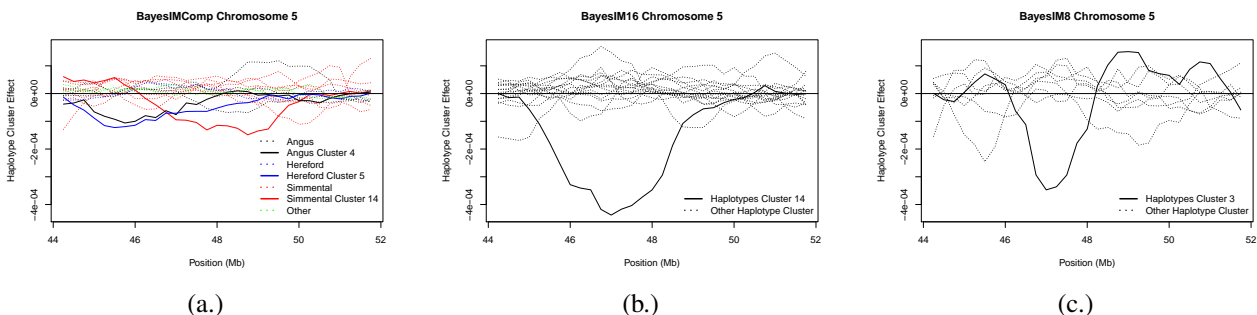 BayesIMComp Chromosome 5
Haplotype Cluster Effect
0e+00
-2e-04
-4e-04
Angus
Angus Cluster 4
Hereford
Hereford Cluster 5
Simmental
Simmental Cluster 14
Other
44 46 48 50 52
Position (Mb)
(a.)
BayesIM16 Chromosome 5
Haplotype Cluster Effect
0e+00
-2e-04
-4e-04
Haplotypes Cluster 14
Other Haplotype Cluster
44 46 48 50 52
Position (Mb)
(b.)
BayesIM8 Chromosome 5
Haplotype Cluster Effect
0e+00
-2e-04
-4e-04
Haplotypes Cluster 3
Other Haplotype Cluster
44 46 48 50 52
Position (Mb)
(c.)